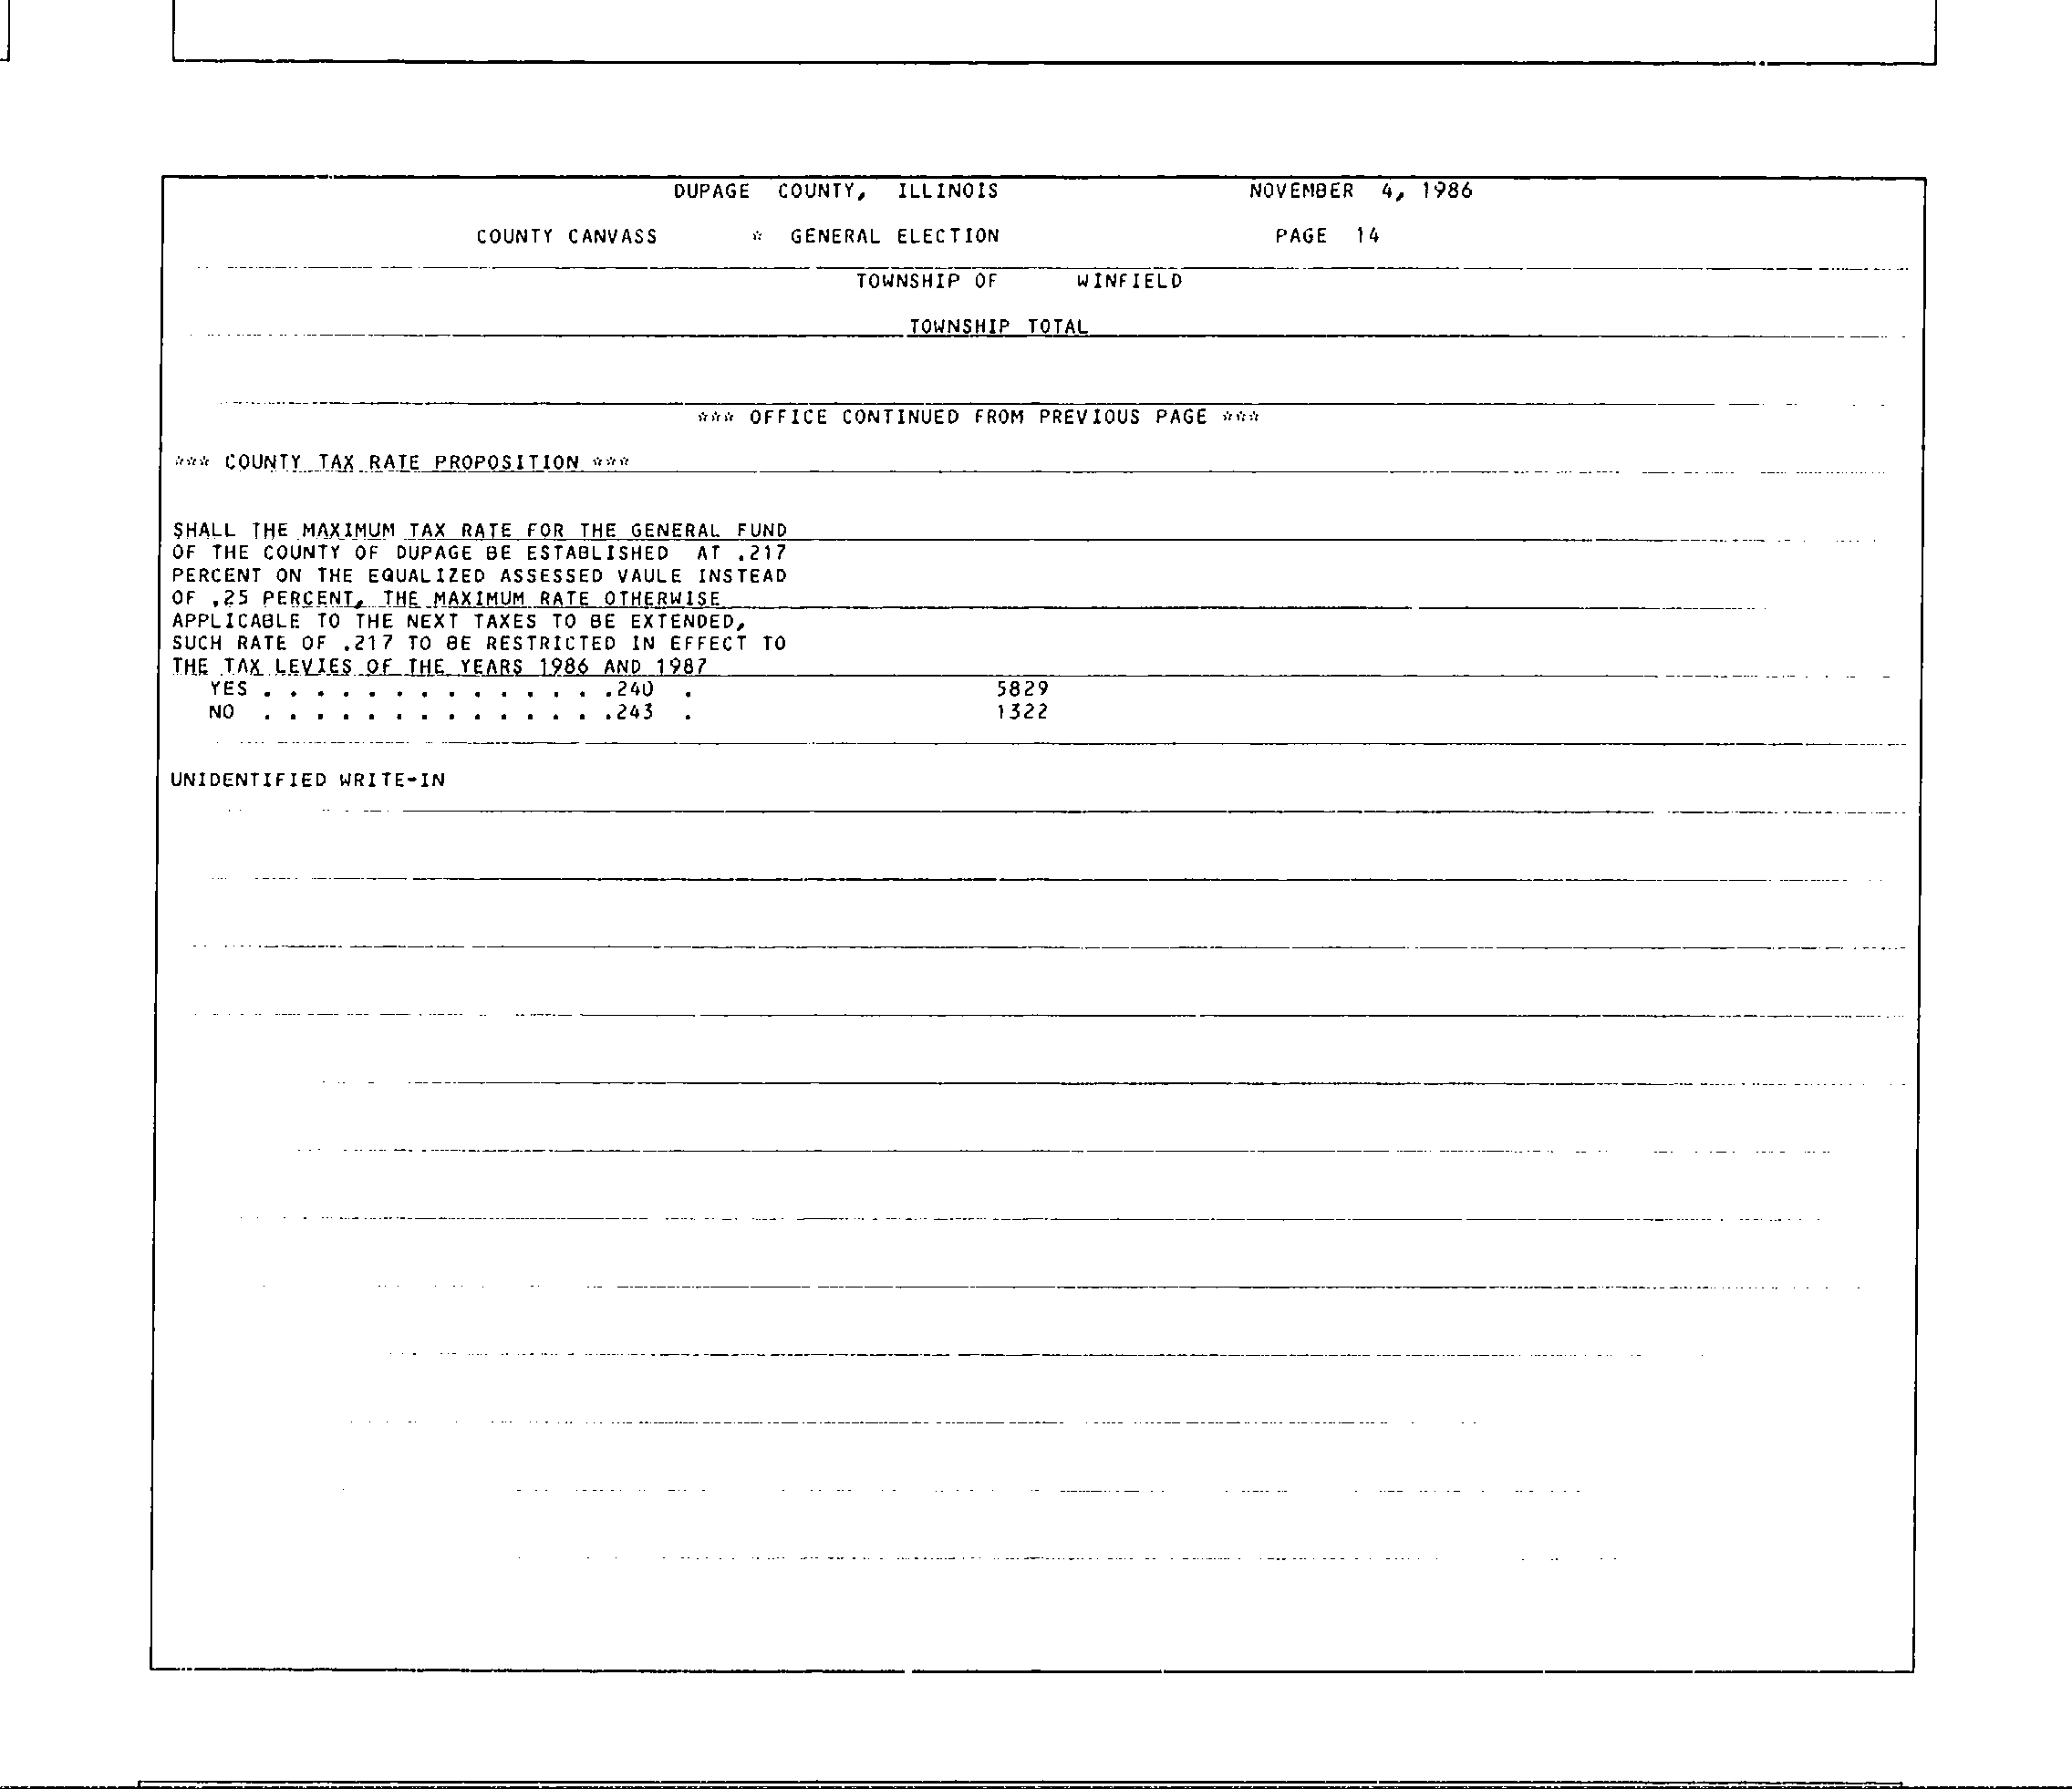 DUPAGE COUNTY, ILLINOIS NOVEMBER 4, 1986
COUNTY CANVASS * GENERAL ELECTION PAGE 14
TOWNSHIP OF WINFIELD
TOWNSHIP TOTAL
*** OFFICE CONTINUED FROM PREVIOUS PAGE ***
*** COUNTY TAX RATE PROPOSITION ***
SHALL THE MAXIMUM TAX RATE FOR THE GENERAL FUND
OF THE COUNTY OF DUPAGE BE ESTABLISHED AT .217
PERCENT ON THE EQUALIZED ASSESSED VAULE INSTEAD
OF .25 PERCENT, THE MAXIMUM RATE OTHERWISE
APPLICABLE TO THE NEXT TAXES TO BE EXTENDED,
SUCH RATE OF .217 TO BE RESTRICTED IN EFFECT TO
THE TAX LEVIES OF THE YEARS 1986 AND 1987
YES . . . . . . . . . . . . . .240 . 5829
NO . . . . . . . . . . . . . .243 . 1322
UNIDENTIFIED WRITE-IN